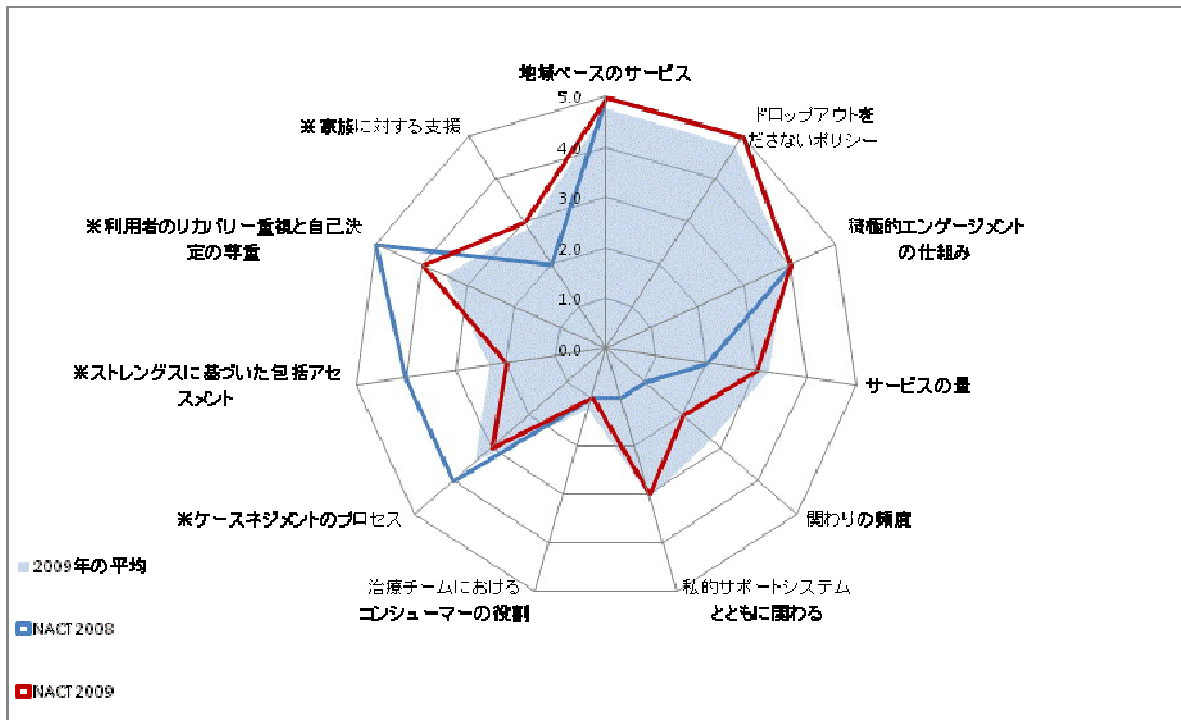 地域ベースのサービス
5.0
ドロップアウトを
ださないポリシー
※家族に対する支援
4.0
3.0
※利用者のリカバリー重視と自己決
定の尊重
積極的エンゲージメント
の仕組み
2.0
1.0
0.0
※ストレングスに基づいた包括アセ
スメント
サービスの量
※ケースネジメントのプロセス
関わりの頻度
治療チームにおける
コンシューマーの役割
私的サポートシステム
とともに関わる
2009年の平均
NACT2008
NACT2009